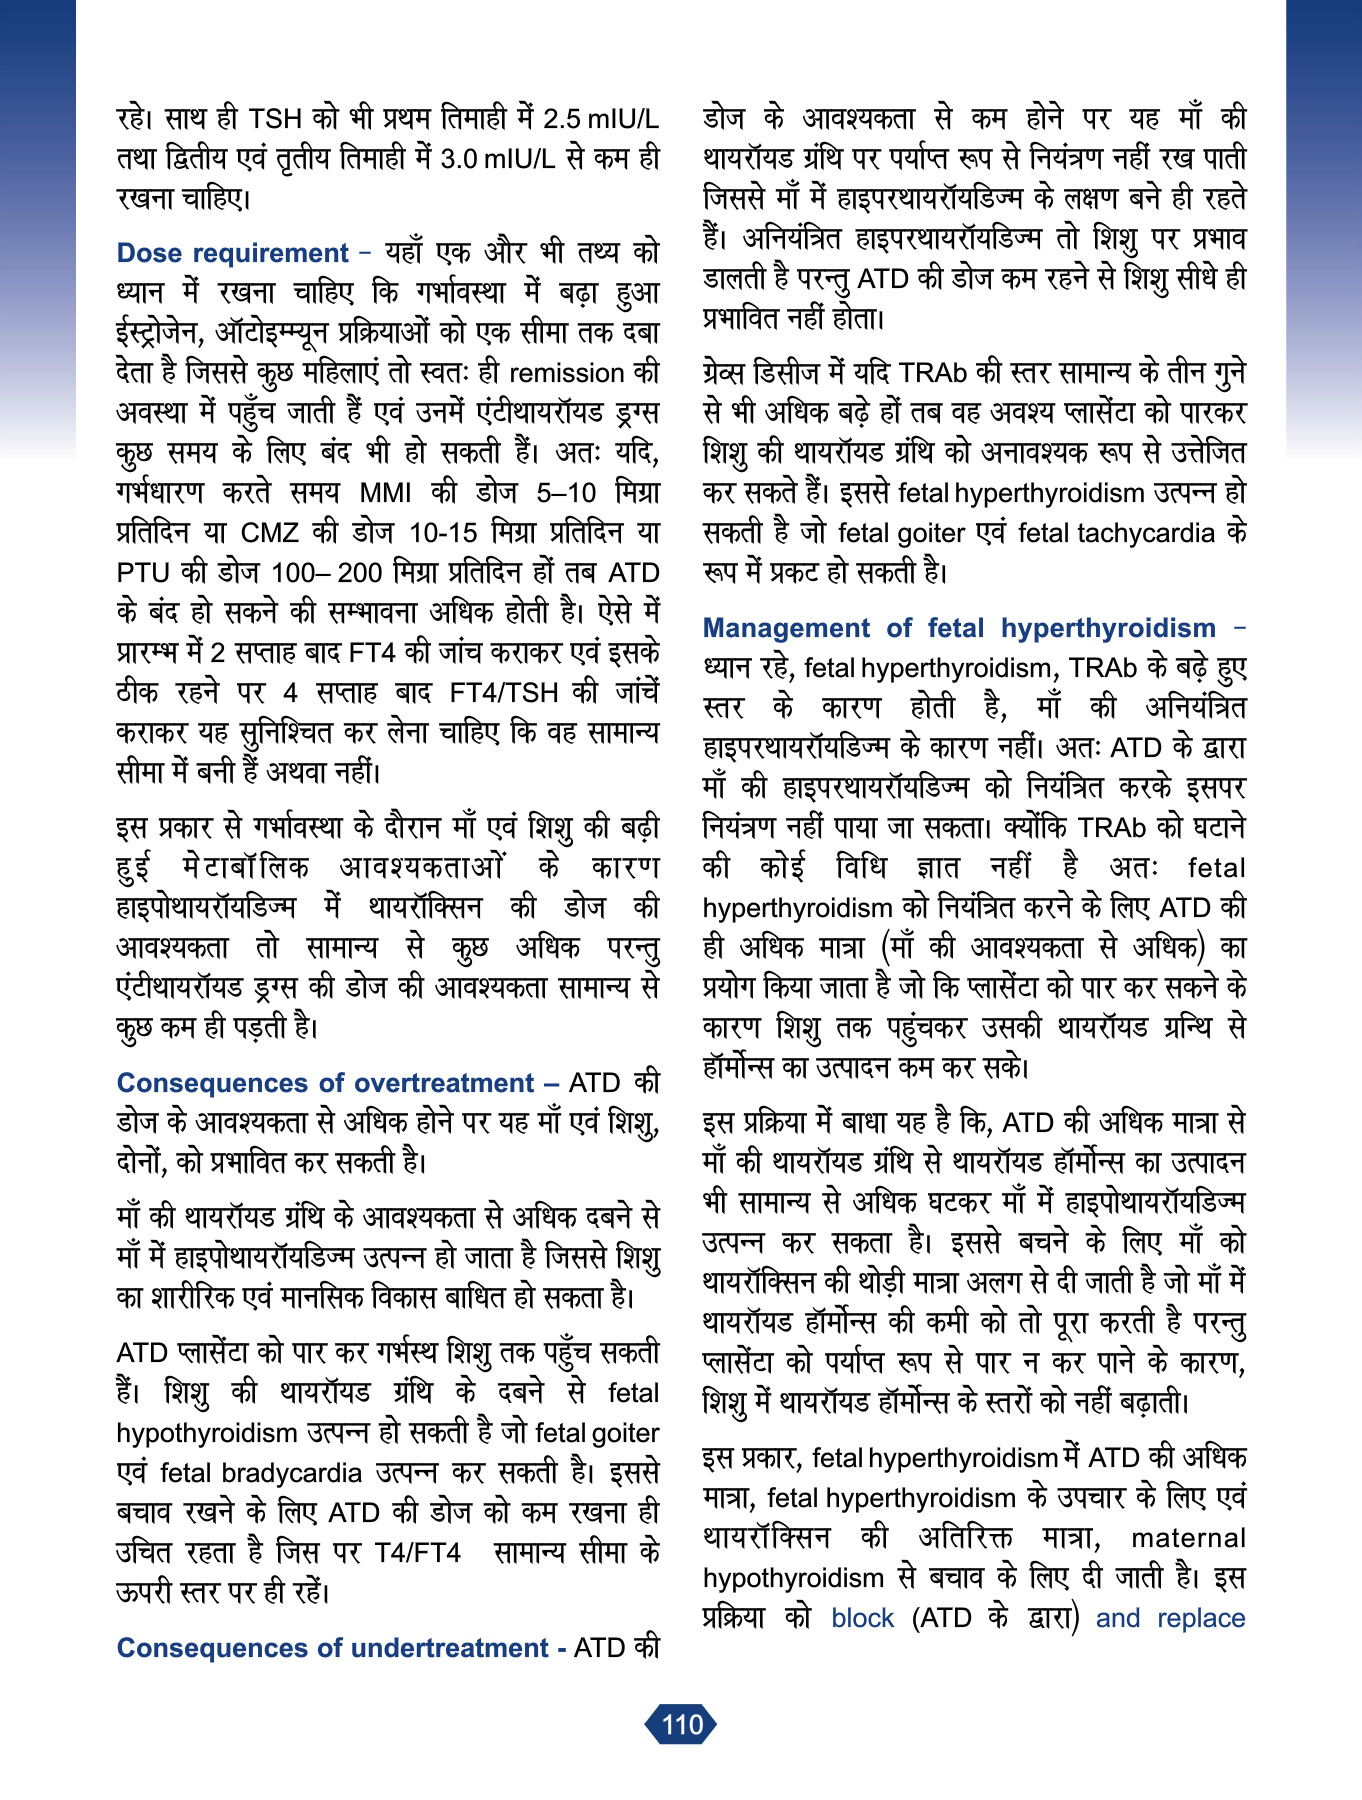 रहे। साथ ही TSH को भी प्रथम तिमाही में 2.5 mIU/L
तथा द्वितीय एवं तृतीय तिमाही में 3.0 mIU/L से कम ही
रखना चाहिए।
Dose requirement – यहाँ एक और भी तथ्य को
ध्यान में रखना चाहिए कि गर्भावस्था में बढ़ा हुआ
ईस्ट्रोजेन, ऑटोइम्म्यून प्रक्रियाओं को एक सीमा तक दबा
देता है जिससे कुछ महिलाएं तो स्वतः ही remission की
अवस्था में पहुँच जाती हैं एवं उनमें एंटीथायरॉयड ड्रग्स
कुछ समय के लिए बंद भी हो सकती हैं। अतः यदि,
गर्भधारण करते समय MMI की डोज 5–10 मिग्रा
प्रतिदिन या CMZ की डोज 10-15 मिग्रा प्रतिदिन या
PTU की डोज 100– 200 मिग्रा प्रतिदिन हों तब ATD
के बंद हो सकने की सम्भावना अधिक होती है। ऐसे में
प्रारम्भ में 2 सप्ताह बाद FT4 की जांच कराकर एवं इसके
ठीक रहने पर 4 सप्ताह बाद FT4/TSH की जांचें
कराकर यह सुनिश्चित कर लेना चाहिए कि वह सामान्य
सीमा में बनी हैं अथवा नहीं।
इस प्रकार से गर्भावस्था के दौरान माँ एवं शिशु की बढ़ी
हुई मेटाबॉलिक आवश्यकताओं के कारण
हाइपोथायरॉयडिज्म में थायरॉक्सिन की डोज की
आवश्यकता तो सामान्य से कुछ अधिक परन्तु
एंटीथायरॉयड ड्रग्स की डोज की आवश्यकता सामान्य से
कुछ कम ही पड़ती है।
Consequences of overtreatment – ATD की
डोज के आवश्यकता से अधिक होने पर यह माँ एवं शिशु,
दोनों, को प्रभावित कर सकती है।
माँ की थायरॉयड ग्रंथि के आवश्यकता से अधिक दबने से
माँ में हाइपोथायरॉयडिज्म उत्पन्न हो जाता है जिससे शिशु
का शारीरिक एवं मानसिक विकास बाधित हो सकता है।
ATD प्लासेंटा को पार कर गर्भस्थ शिशु तक पहुँच सकती
हैं। शिशु की थायरॉयड ग्रंथि के दबने से fetal
hypothyroidism उत्पन्न हो सकती है जो fetal goiter
एवं fetal bradycardia उत्पन्न कर सकती है। इससे
बचाव रखने के लिए ATD की डोज को कम रखना ही
उचित रहता है जिस पर T4/FT4 सामान्य सीमा के
ऊपरी स्तर पर ही रहें।
Consequences of undertreatment - ATD की
डोज के आवश्यकता से कम होने पर यह माँ की
थायरॉयड ग्रंथि पर पर्याप्त रूप से नियंत्रण नहीं रख पाती
जिससे माँ में हाइपरथायरॉयडिज्म के लक्षण बने ही रहते
हैं। अनियंत्रित हाइपरथायरॉयडिज्म तो शिशु पर प्रभाव
डालती है परन्तु ATD की डोज कम रहने से शिशु सीधे ही
प्रभावित नहीं होता।
ग्रेव्स डिसीज में यदि TRAb की स्तर सामान्य के तीन गुने
से भी अधिक बढ़े हों तब वह अवश्य प्लासेंटा को पारकर
शिशु की थायरॉयड ग्रंथि को अनावश्यक रूप से उत्तेजित
कर सकते हैं। इससे fetal hyperthyroidism उत्पन्न हो
सकती है जो fetal goiter एवं fetal tachycardia के
रूप में प्रकट हो सकती है।
Management of fetal hyperthyroidism –
ध्यान रहे, fetal hyperthyroidism, TRAb के बढ़े हुए
स्तर के कारण होती है, माँ की अनियंत्रित
हाइपरथायरॉयडिज्म के कारण नहीं। अतः ATD के द्वारा
माँ की हाइपरथायरॉयडिज्म को नियंत्रित करके इसपर
नियंत्रण नहीं पाया जा सकता। क्योंकि TRAb को घटाने
की कोई विधि ज्ञात नहीं है अतः fetal
hyperthyroidism को नियंत्रित करने के लिए ATD की
ही अधिक मात्रा (माँ की आवश्यकता से अधिक) का
प्रयोग किया जाता है जो कि प्लासेंटा को पार कर सकने के
कारण शिशु तक पहुंचकर उसकी थायरॉयड ग्रन्थि से
हॉर्मोन्स का उत्पादन कम कर सके।
इस प्रक्रिया में बाधा यह है कि, ATD की अधिक मात्रा से
माँ की थायरॉयड ग्रंथि से थायरॉयड हॉर्मोन्स का उत्पादन
भी सामान्य से अधिक घटकर माँ में हाइपोथायरॉयडिज्म
उत्पन्न कर सकता है। इससे बचने के लिए माँ को
थायरॉक्सिन की थोड़ी मात्रा अलग से दी जाती है जो माँ में
थायरॉयड हॉर्मोन्स की कमी को तो पूरा करती है परन्तु
प्लासेंटा को पर्याप्त रूप से पार न कर पाने के कारण,
शिशु में थायरॉयड हॉर्मोन्स के स्तरों को नहीं बढ़ाती।
इस प्रकार, fetal hyperthyroidism में ATD की अधिक
मात्रा, fetal hyperthyroidism के उपचार के लिए एवं
थायरॉक्सिन की अतिरिक्त मात्रा, maternal
hypothyroidism से बचाव के लिए दी जाती है। इस
प्रक्रिया को block (ATD के द्वारा) and replace
110